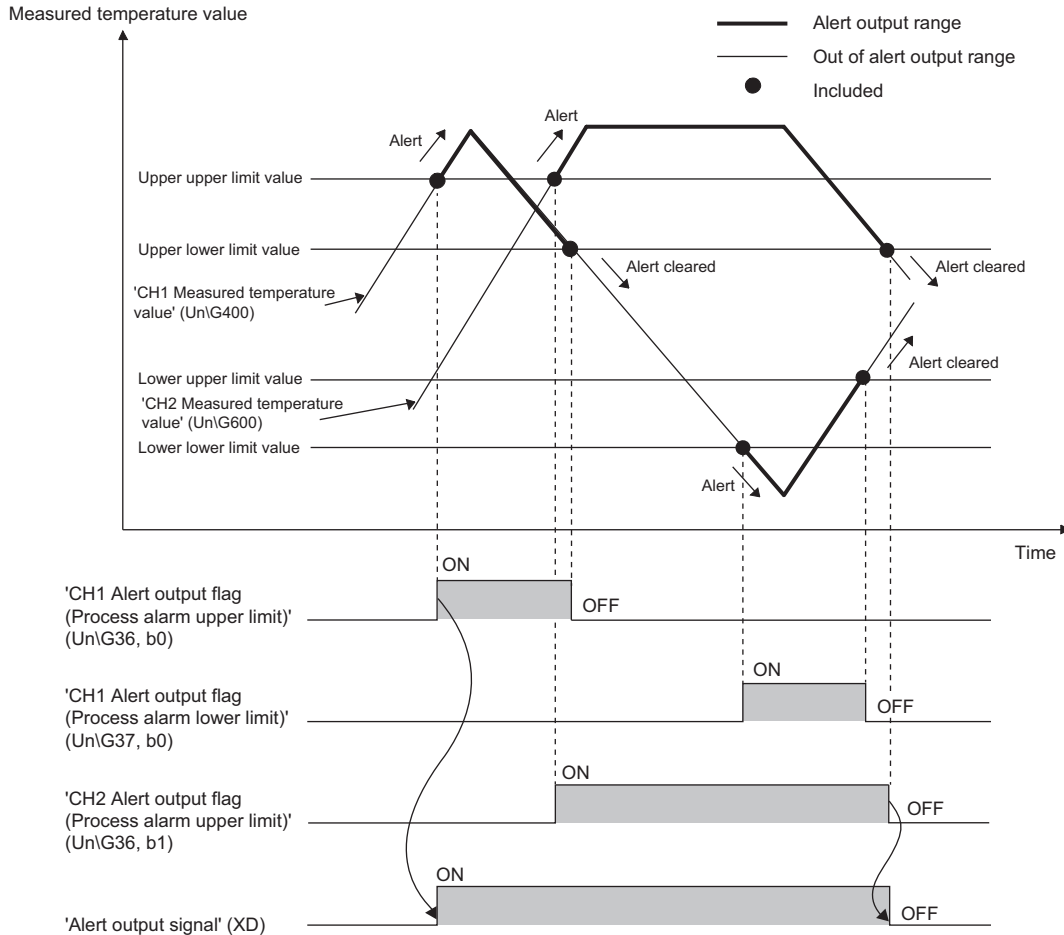 Measured temperature value
Alert output range
Out of alert output range
Included
Alert
Alert
Upper upper limit value
Upper lower limit value
Alert cleared
Alert cleared
'CH1 Measured temperature
value' (Un\G400)
Lower upper limit value
Alert cleared
'CH2 Measured temperature
value' (Un\G600)
Lower lower limit value
Alert
Time
ON
'CH1 Alert output flag
(Process alarm upper limit)'
(Un\G36, b0)
OFF
ON
'CH1 Alert output flag
(Process alarm lower limit)'
(Un\G37, b0)
OFF
ON
'CH2 Alert output flag
(Process alarm upper limit)'
(Un\G36, b1)
OFF
ON
'Alert output signal' (XD)
OFF